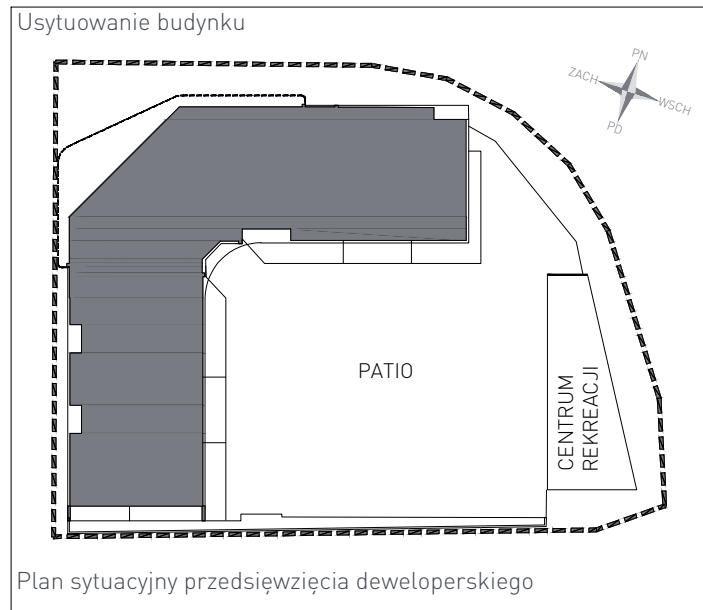 Usytuowanie budynku
PN
ZACH
WSCH
PD
PATIO
CENTRUM
REKREACJI
Plan sytuacyjny przedsięwzięcia deweloperskiego